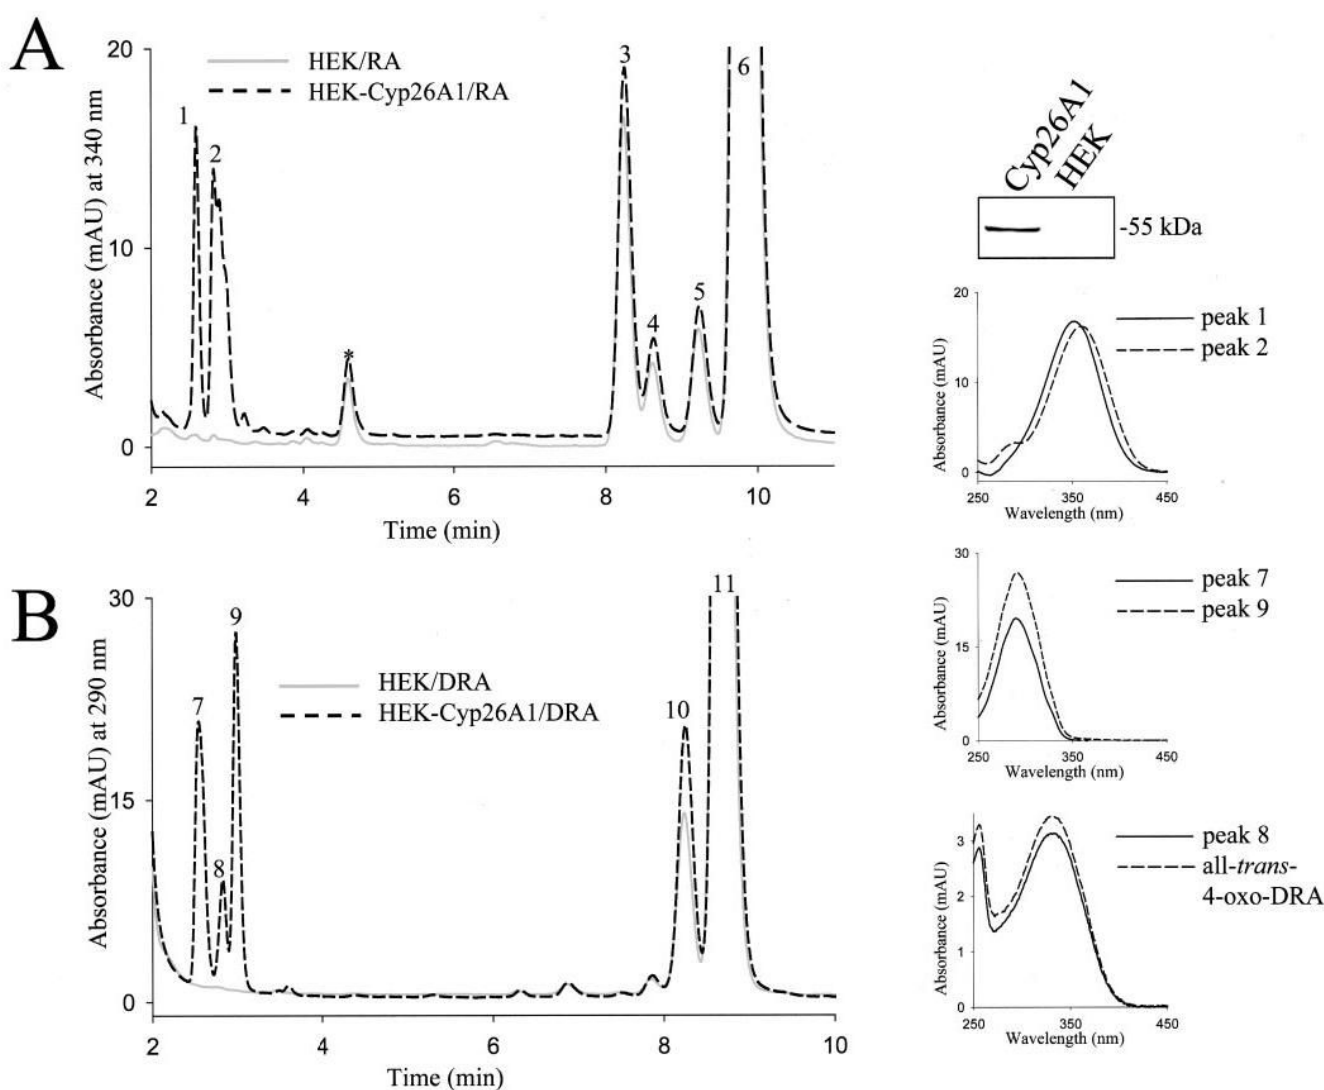 A
20
10
0
Absorbance (mAU) at 340 nm
HEK/RA
HEK-Cyp26A1/RA
1
2
*
3
4
5
6
2
4
6
8
10
Time (min)
Cyp26A1
HEK
-55 kDa
20
10
0
Absorbance (mAU)
peak 1
peak 2
250
350
450
Wavelength (nm)
B
30
15
0
Absorbance (mAU) at 290 nm
HEK/DRA
HEK-Cyp26A1/DRA
7
8
9
10
11
2
4
6
8
10
Time (min)
30
15
0
Absorbance (mAU)
peak 7
peak 9
250
350
450
Wavelength (nm)
3
2
1
0
Absorbance (mAU)
peak 8
all-trans-
4-oxo-DRA
250
350
450
Wavelength (nm)